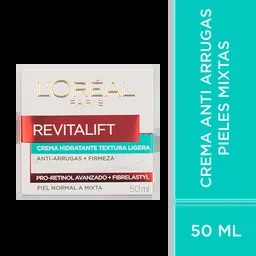 L'ORÉAL
PARIS
REVITALIFT
CREMA HIDRATANTE TEXTURA LIGERA
ANTI-ARRUGAS + FIRMEZA
PRO-RETINOL AVANZADO + FIBRELASTYL
PIEL NORMAL A MIXTA
50ml
CREMA ANTI ARRUGAS
PIELES MIXTAS
50 ML